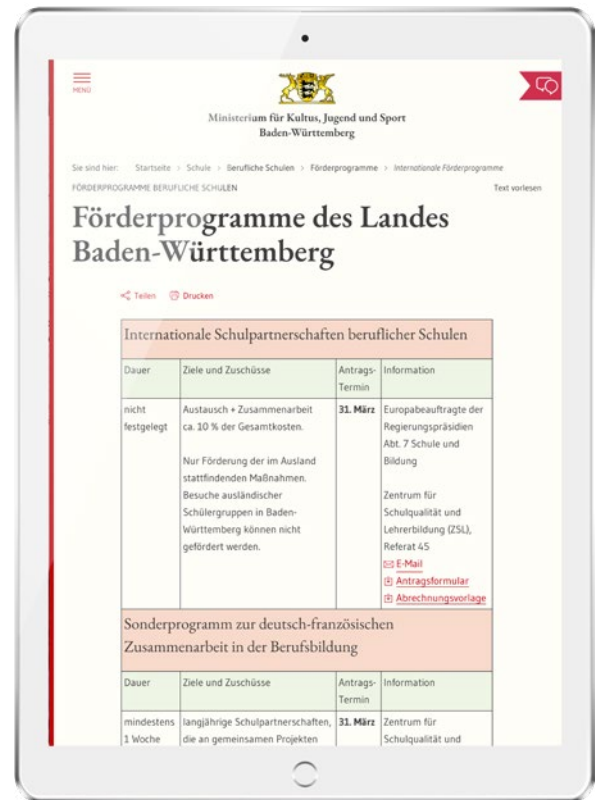 MENÜ
Ministerium für Kultus, Jugend und Sport
Baden-Württemberg
Sie sind hier: Startseite > Schule > Berufliche Schulen > Förderprogramme > Internationale Förderprogramme
FÖRDERPROGRAMME BERUFLICHE SCHULEN Text vorlesen
Förderprogramme des Landes
Baden-Württemberg
Teilen Drucken
Internationale Schulpartnerschaften beruflicher Schulen
Dauer Ziele und Zuschüsse Antrags-Termin Information
nicht festgelegt
Austausch + Zusammenarbeit
ca. 10 % der Gesamtkosten.
Nur Förderung der im Ausland
stattfindenden Maßnahmen.
Besuche ausländischer
Schülergruppen in Baden-
Württemberg können nicht
gefördert werden.
31. März
Europabeauftragte der
Regierungspräsidien
Abt. 7 Schule und
Bildung
Zentrum für
Schulqualität und
Lehrerbildung (ZSL),
Referat 45
E-Mail
Antragsformular
Abrechnungsvorlage
Sonderprogramm zur deutsch-französischen
Zusammenarbeit in der Berufsbildung
Dauer Ziele und Zuschüsse Antrags-Termin Information
mindestens
1 Woche
langjährige Schulpartnerschaften,
die an gemeinsamen Projekten
31. März
Zentrum für
Schulqualität und